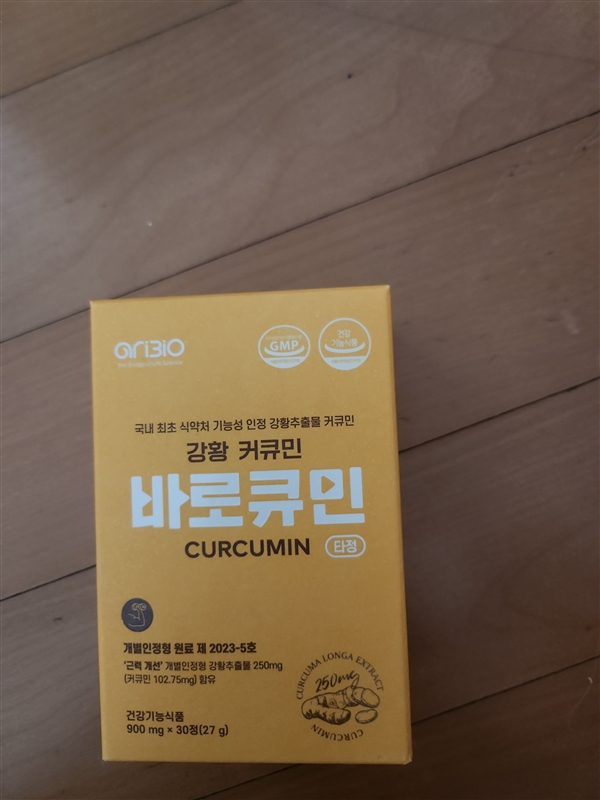 ariBiO
GMP
건강
기능식품
국내 최초 식약처 기능성 인정 강황추출물 커큐민
강황 커큐민
바로큐민
CURCUMIN 타정
개별인정형 원료 제 2023-5호
'근력 개선' 개별인정형 강황추출물 250mg
(커큐민 102.75mg) 함유
CURCUMA LONGA EXTRACT
250mg
CURCUMIN
건강기능식품
900 mg × 30정(27 g)